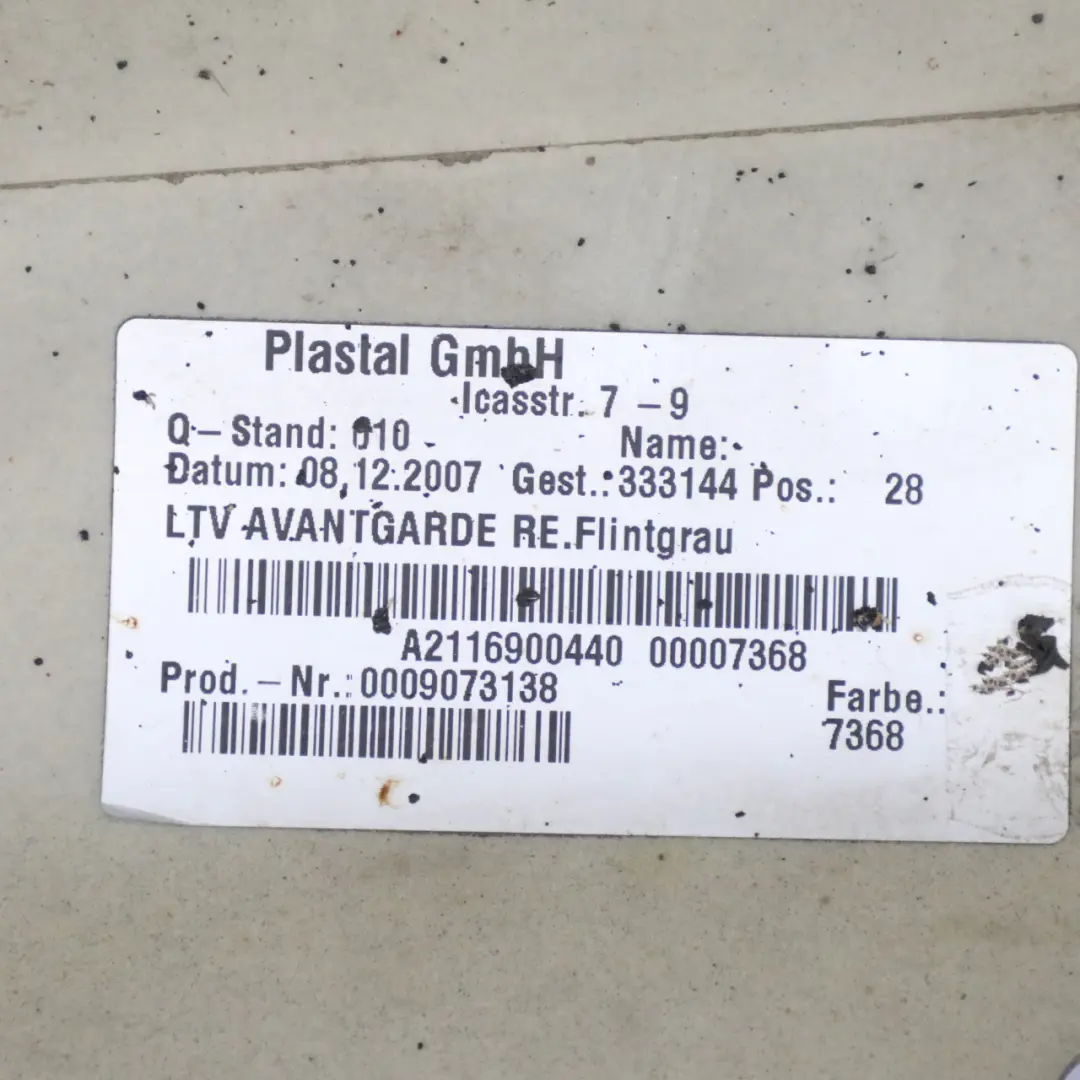 Plastal GmbH
Icasstr. 7 - 9
Q- Stand: 010
Name:
Datum: 08.12.2007 Gest.: 333144 Pos.: 28
LTV AVANTGARDE RE.Flintgrau
A2116900440 00007368
Prod. - Nr.: 0009073138
Farbe.:
7368